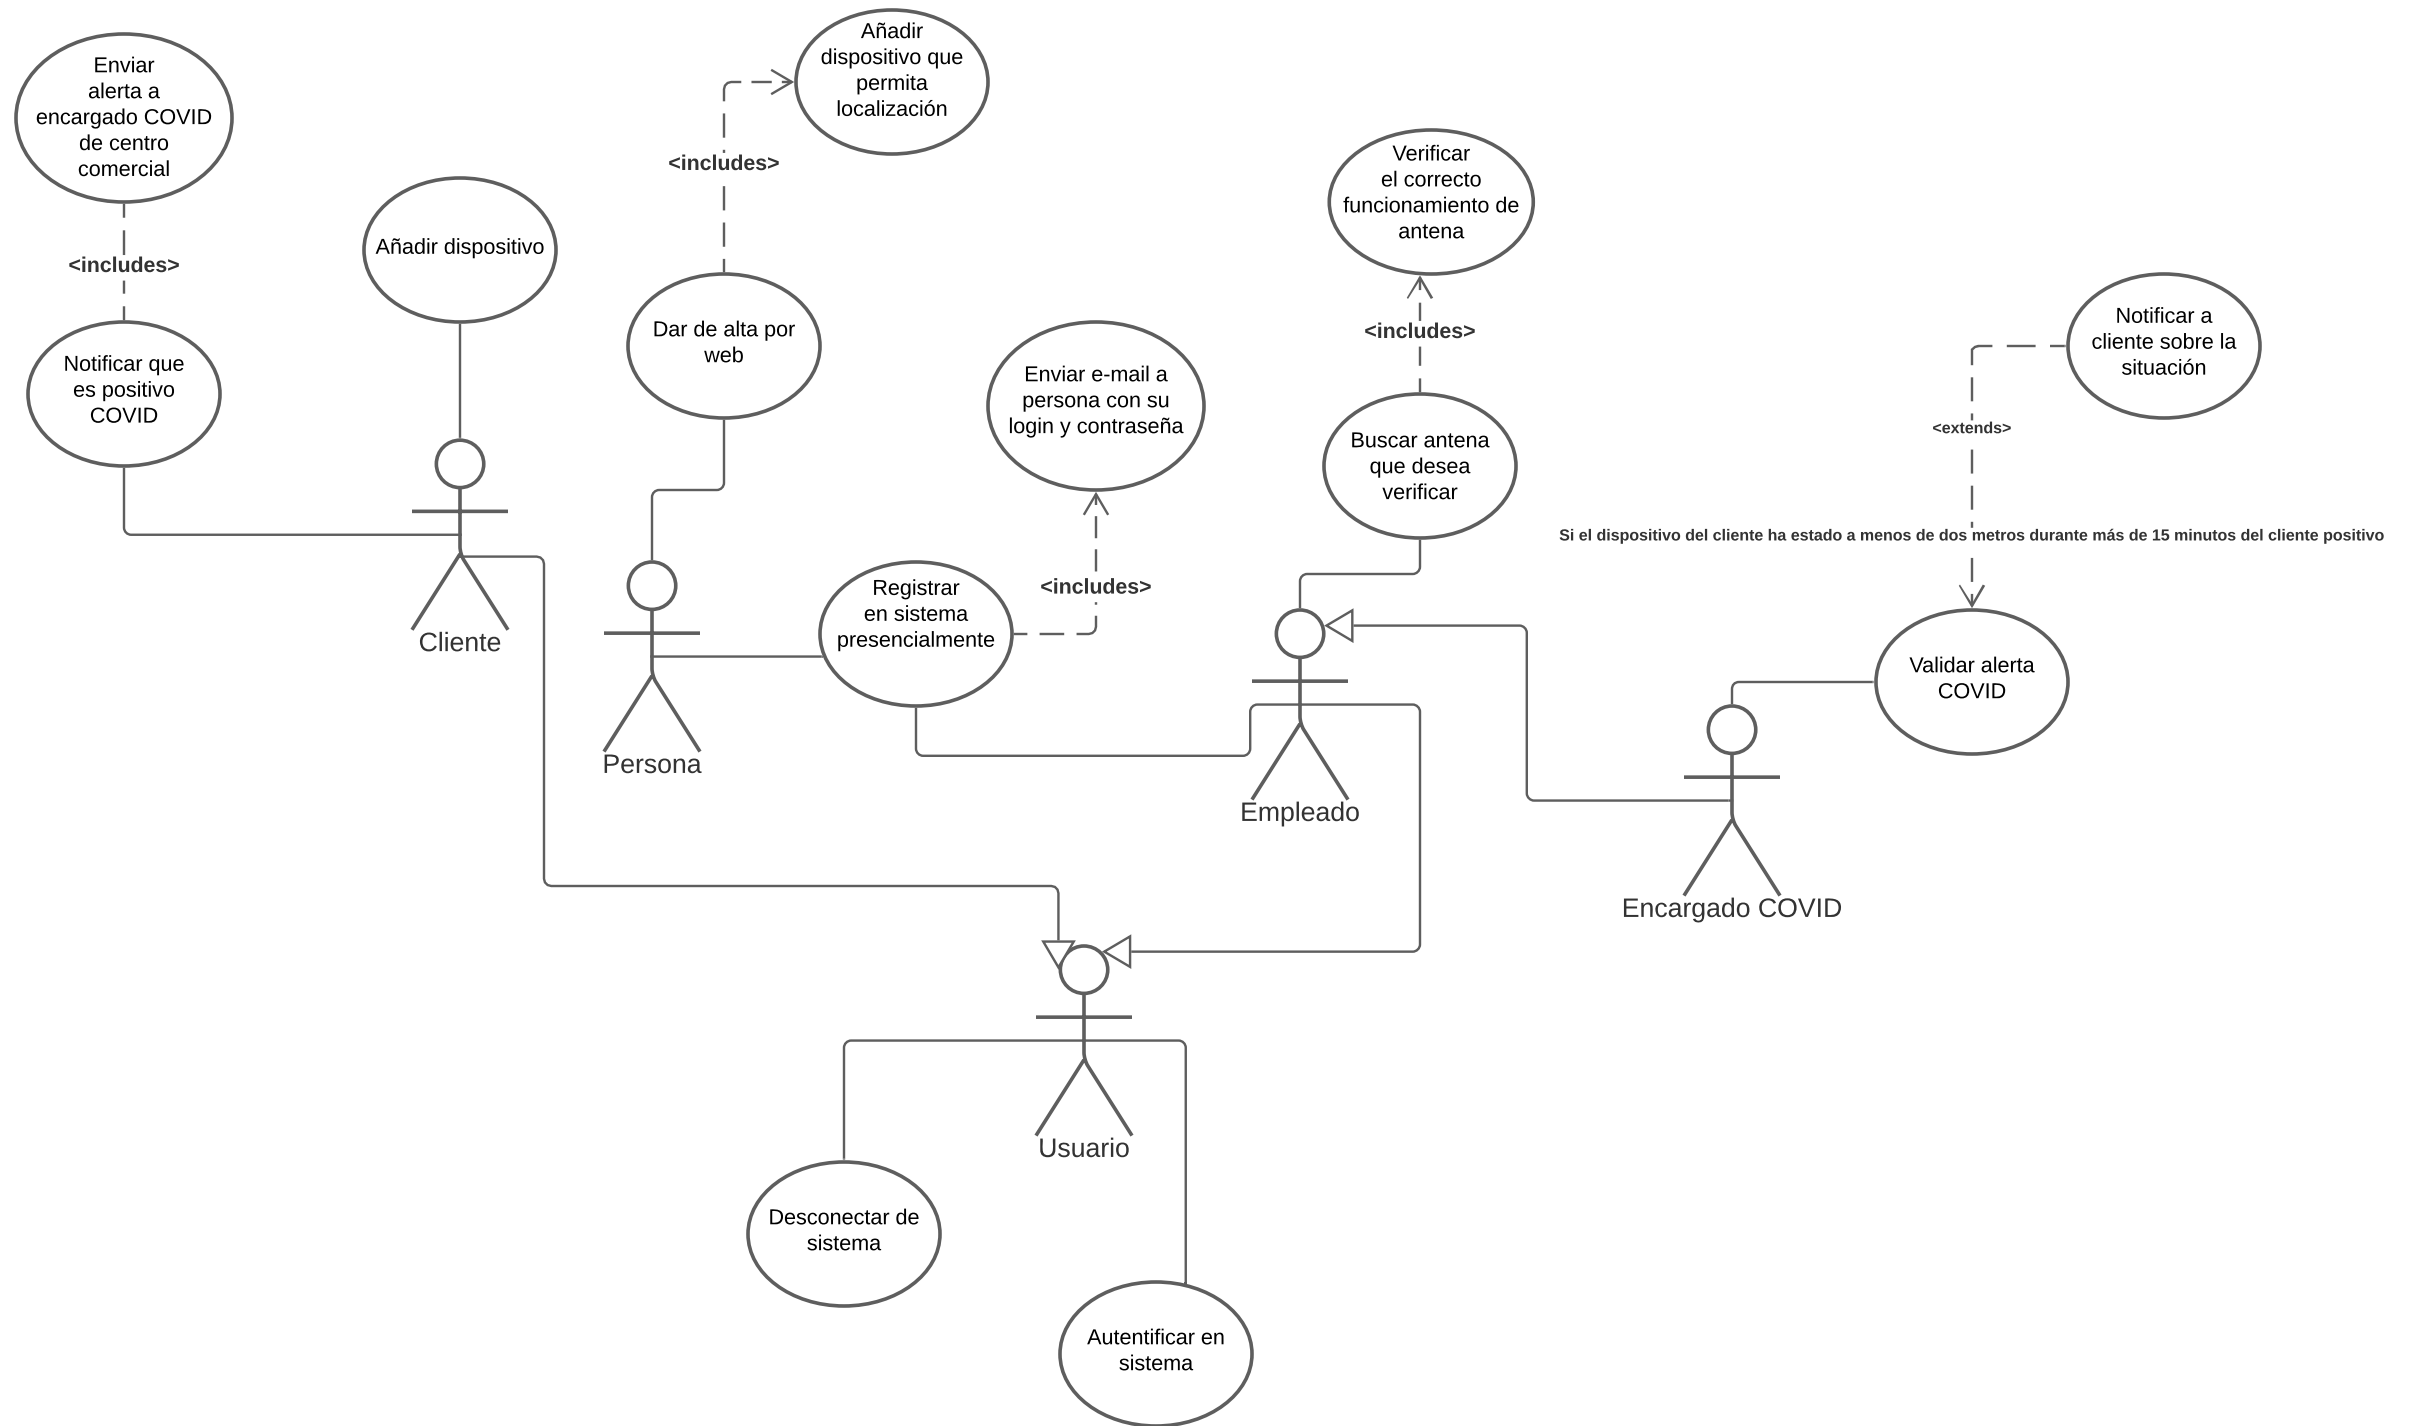 Enviar
alerta a
encargado COVID
de centro
comercial
<includes>
Notificar que
es positivo
COVID
Añadir dispositivo
Cliente
Añadir
dispositivo que
permita
localización
<includes>
Dar de alta por
web
Persona
Enviar e-mail a
persona con su
login y contraseña
<includes>
Registrar
en sistema
presencialmente
Verificar
el correcto
funcionamiento de
antena
<includes>
Buscar antena
que desea
verificar
Empleado
Notificar a
cliente sobre la
situación
<extends>
Si el dispositivo del cliente ha estado a menos de dos metros durante más de 15 minutos del cliente positivo
Validar alerta
COVID
Encargado COVID
Usuario
Desconectar de
sistema
Autentificar en
sistema